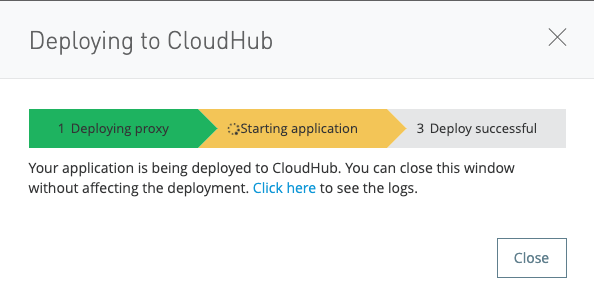 Deploying to CloudHub
1 Deploying proxy
Starting application
3 Deploy successful
Your application is being deployed to CloudHub. You can close this window
without affecting the deployment. Click here to see the logs.
Close